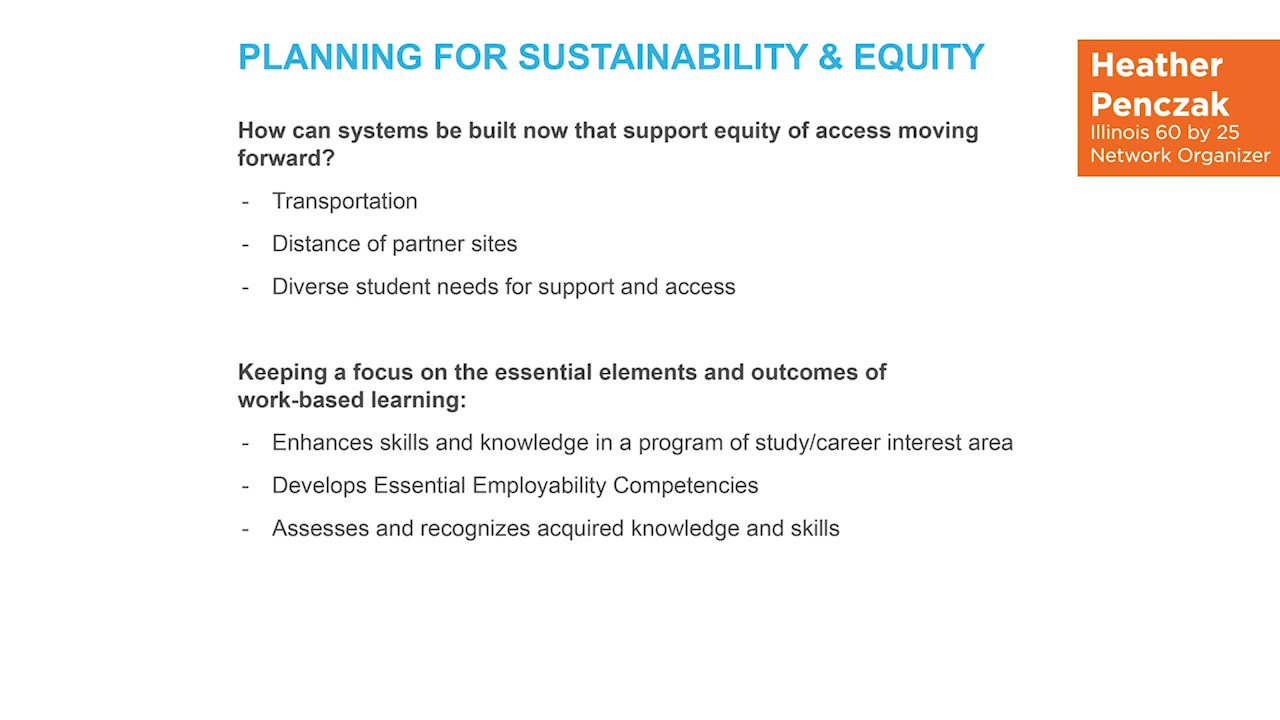 PLANNING FOR SUSTAINABILITY & EQUITY
Heather
Penczak
Illinois 60 by 25
Network Organizer
How can systems be built now that support equity of access moving
forward?
- Transportation
- Distance of partner sites
- Diverse student needs for support and access
Keeping a focus on the essential elements and outcomes of
work-based learning:
- Enhances skills and knowledge in a program of study/career interest area
- Develops Essential Employability Competencies
- Assesses and recognizes acquired knowledge and skills